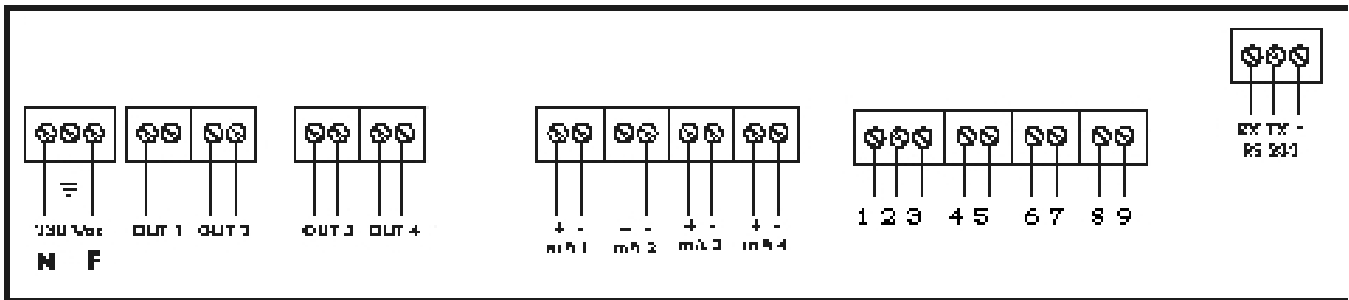 RX TX -
RS 232
230 Vac OUT 1 OUT 2 OUT 3 OUT 4
N F
+ - - - + - + -
mA 1 mA 2 mA 3 mA 4
1 2 3 4 5 6 7 8 9